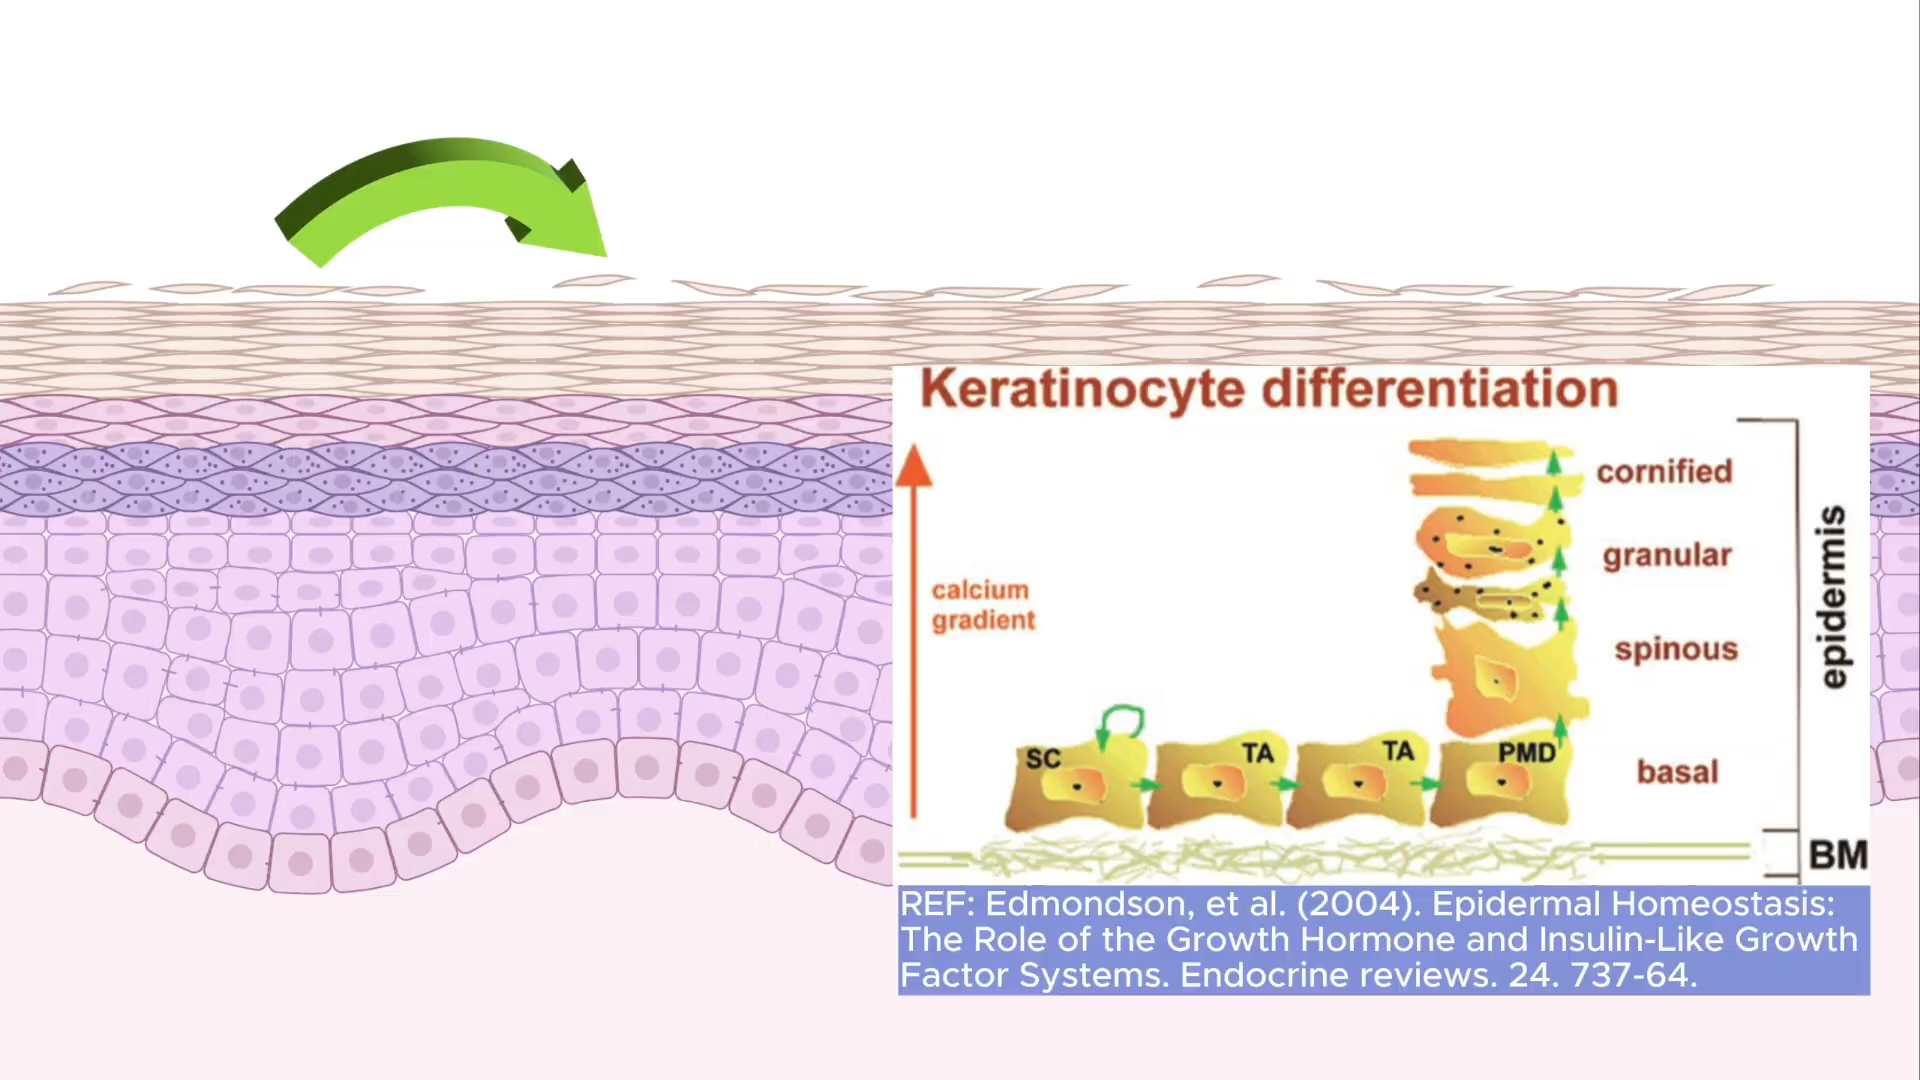 Keratinocyte differentiation
cornified
granular
calcium
gradient
spinous
SC
TA
TA
PMD
basal
epidermis
BM
REF: Edmondson, et al. (2004). Epidermal Homeostasis:
The Role of the Growth Hormone and Insulin-Like Growth
Factor Systems. Endocrine reviews. 24. 737-64.